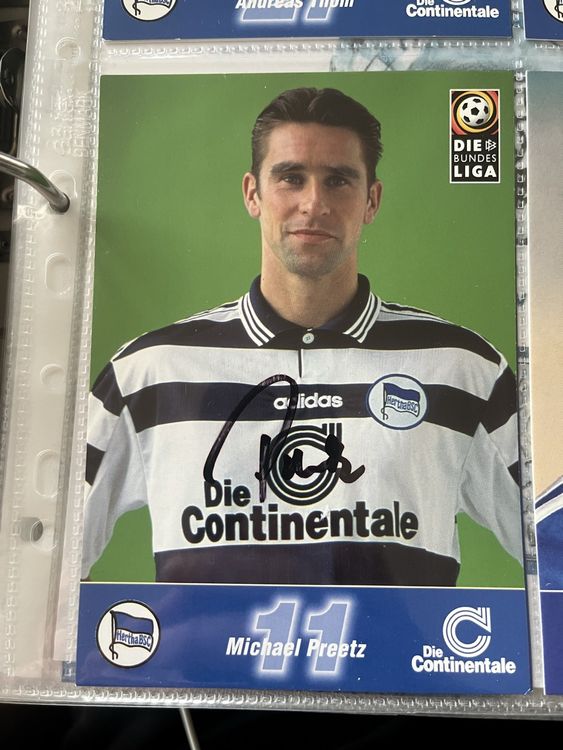 Andreas Thom
11
Die
Continentale
DIE
BUNDES
LIGA
adidas
Hertha BSC
Die
Continentale
Hertha BSC
11
Michael Preetz
Die
Continentale